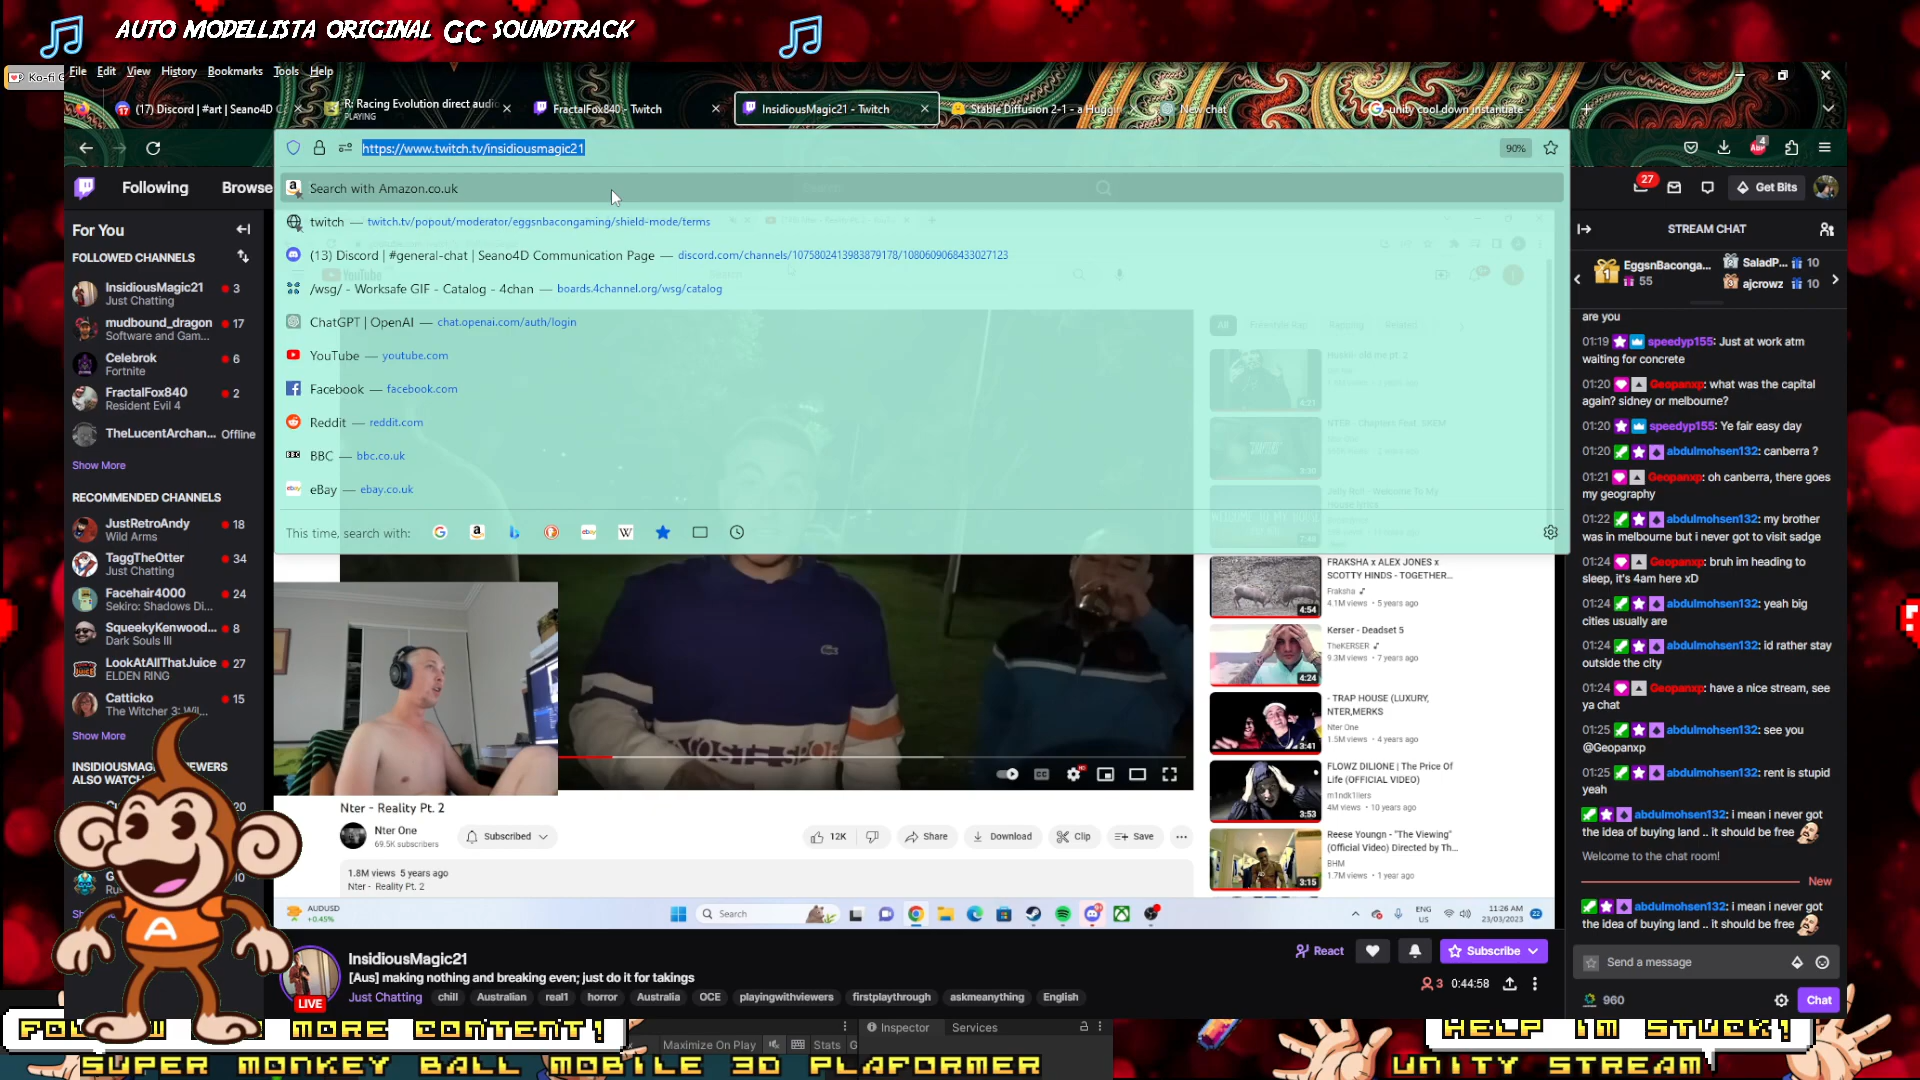 AUTO MODELLISTA ORIGINAL GC SOUNDTRACK
Ko-fi G
File Edit View History Bookmarks Tools Help
(17) Discord | #art | Seano4D C
R: Racing Evolution direct audio
PLAYING
FractalFox840 - Twitch
InsidiousMagic21 - Twitch
Stable Diffusion 2-1 - a Huggi
New chat
unity cool down instantiate -
https://www.twitch.tv/insidiousmagic21
90%
Search with Amazon.co.uk
twitch — twitch.tv/popout/moderator/eggsnbacongaming/shield-mode/terms
(13) Discord | #general-chat | Seano4D Communication Page — discord.com/channels/1075802413983879178/1080609068433027123
/wsg/ - Worksafe GIF - Catalog - 4chan — boards.4channel.org/wsg/catalog
ChatGPT | OpenAI — chat.openai.com/auth/login
YouTube — youtube.com
Facebook — facebook.com
Reddit — reddit.com
BBC — bbc.co.uk
eBay — ebay.co.uk
This time, search with:
Following
Browse
27
Get Bits
For You
FOLLOWED CHANNELS
InsidiousMagic21 3
Just Chatting
mudbound_dragon 17
Software and Gam...
Celebrok 6
Fortnite
FractalFox840 2
Resident Evil 4
TheLucentArchan... Offline
Show More
RECOMMENDED CHANNELS
JustRetroAndy 18
Wild Arms
TaggTheOtter 34
Just Chatting
Facehair4000 24
Sekiro: Shadows Di...
SqueekyKenwood... 8
Dark Souls III
LookAtAllThatJuice 27
ELDEN RING
Catticko 15
The Witcher 3: Wil...
Show More
ALSO WATCH
20
10
A
FRAKSHA x ALEX JONES x
SCOTTY HINDS - TOGETHER...
Fraksha
4.1M views • 5 years ago
4:54
Kerser - Deadset 5
TheKERSER
9.3M views • 7 years ago
4:24
- TRAP HOUSE (LUXURY,
NTER,MERKS
Nter One
1.5M views • 4 years ago
3:41
FLOWZ DILIONE | The Price Of
Life (OFFICIAL VIDEO)
m1ndk1llers
4M views • 10 years ago
3:53
Reese Youngn - "The Viewing"
(Official Video) Directed by Th...
BHM
1.7M views • 1 year ago
3:15
Nter - Reality Pt. 2
Nter One
69.5K subscribers
Subscribed
12K
Share
Download
Clip
Save
1.8M views 5 years ago
Nter - Reality Pt. 2
AUDUSD
+0.45%
Search
ENG
US
11:26 AM
23/03/2023
22
InsidiousMagic21
[Aus] making nothing and breaking even; just do it for takings
Just Chatting chill Australian real1 horror Australia OCE playingwithviewers firstplaythrough askmeanything English
LIVE
React
Subscribe
3 0:44:58
STREAM CHAT
1 EggsnBaconga...
55
2 SaladP... 10
3 ajcrowz 10
are you
01:19 speedyp155: Just at work atm
waiting for concrete
01:20 Geopanxp: what was the capital
again? sidney or melbourne?
01:20 speedyp155: Ye fair easy day
01:20 abdulmohsen132: canberra ?
01:21 Geopanxp: oh canberra, there goes
my geography
01:22 abdulmohsen132: my brother
was in melbourne but i never got to visit sadge
01:24 Geopanxp: bruh im heading to
sleep, it's 4am here xD
01:24 abdulmohsen132: yeah big
cities usually are
01:24 abdulmohsen132: id rather stay
outside the city
01:24 Geopanxp: have a nice stream, see
ya chat
01:25 abdulmohsen132: see you
@Geopanxp
01:25 abdulmohsen132: rent is stupid
yeah
abdulmohsen132: i mean i never got
the idea of buying land .. it should be free
Welcome to the chat room!
New
abdulmohsen132: i mean i never got
the idea of buying land .. it should be free
Send a message
960
Chat
MORE CONTENT!
Maximize On Play
Stats
G
Inspector
Services
HELP IM STUCK!
SUPER MONKEY BALL MOBILE 3D PLAFORMER
UNITY STREAM